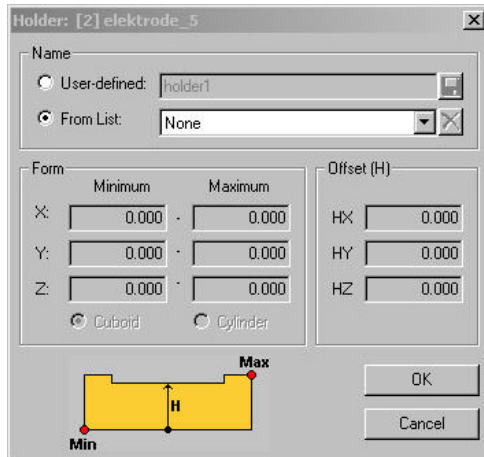 Holder: [2] elektrode_5
Name
User-defined: holder1
From List: None
Form Offset (H)
Minimum Maximum
X: 0.000 - 0.000 HX 0.000
Y: 0.000 - 0.000 HY 0.000
Z: 0.000 - 0.000 HZ 0.000
Cuboid Cylinder
Max
OK
H
Cancel
Min